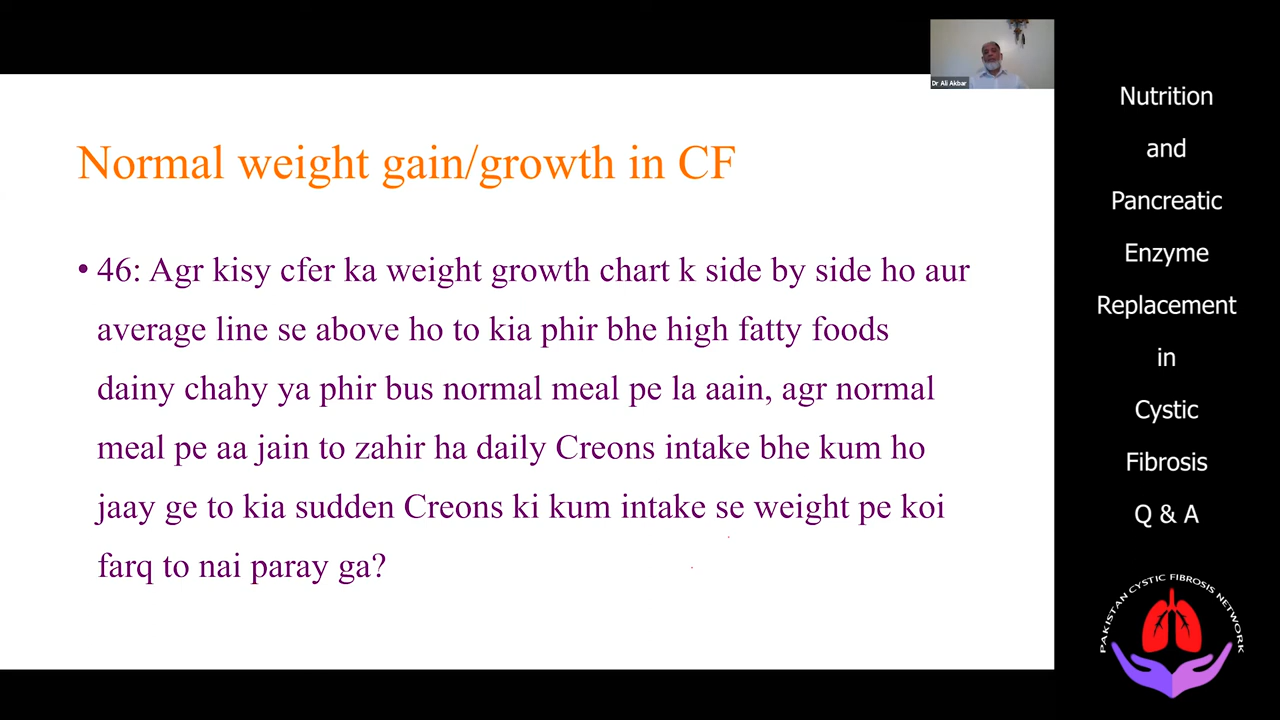 Dr Ali Akbar
Normal weight gain/growth in CF
• 46: Agr kisy cfer ka weight growth chart k side by side ho aur
average line se above ho to kia phir bhe high fatty foods
dainy chahy ya phir bus normal meal pe la aain, agr normal
meal pe aa jain to zahir ha daily Creons intake bhe kum ho
jaay ge to kia sudden Creons ki kum intake se weight pe koi
farq to nai paray ga?
Nutrition
and
Pancreatic
Enzyme
Replacement
in
Cystic
Fibrosis
Q & A
PAKISTAN CYSTIC FIBROSIS NETWORK